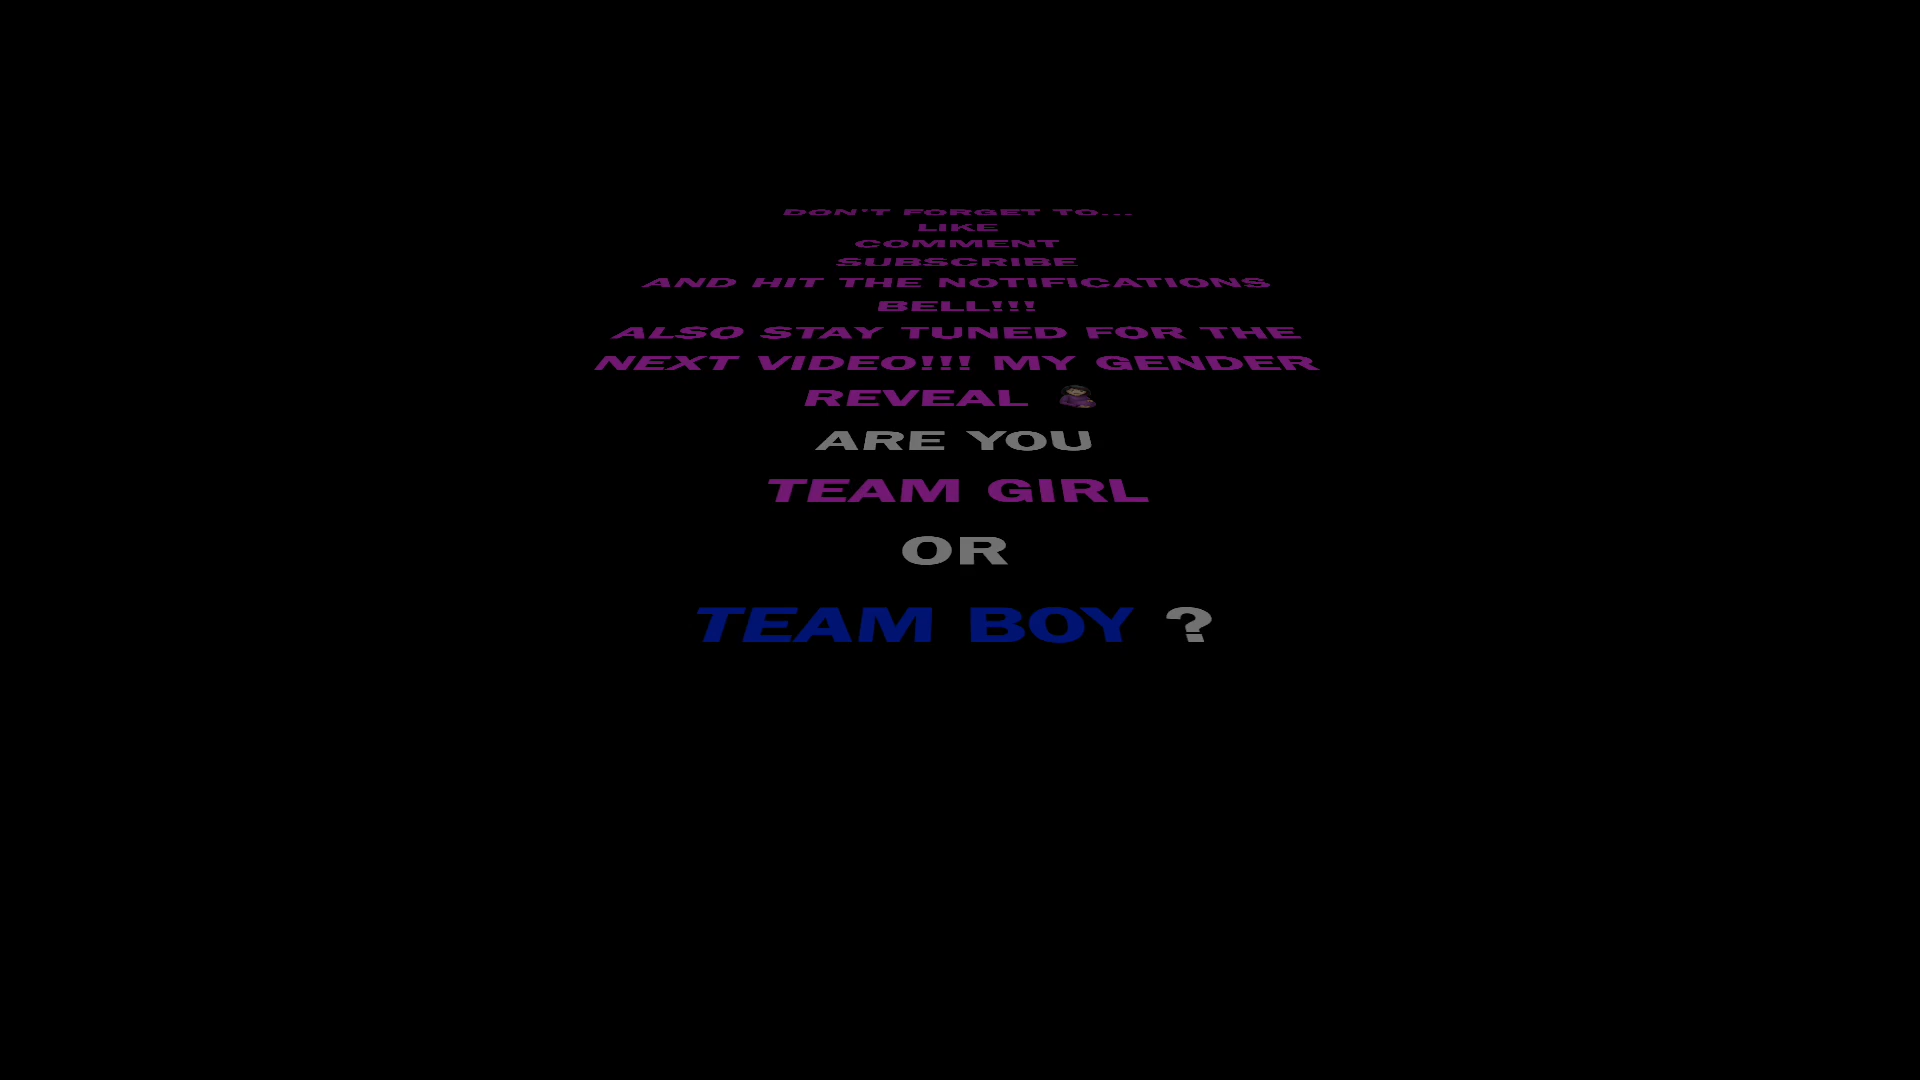 DON'T FORGET TO...
LIKE
COMMENT
SUBSCRIBE
AND HIT THE NOTIFICATIONS
BELL!!!
ALSO STAY TUNED FOR THE
NEXT VIDEO!!! MY GENDER
REVEAL 
ARE YOU
TEAM GIRL
OR
TEAM BOY ?